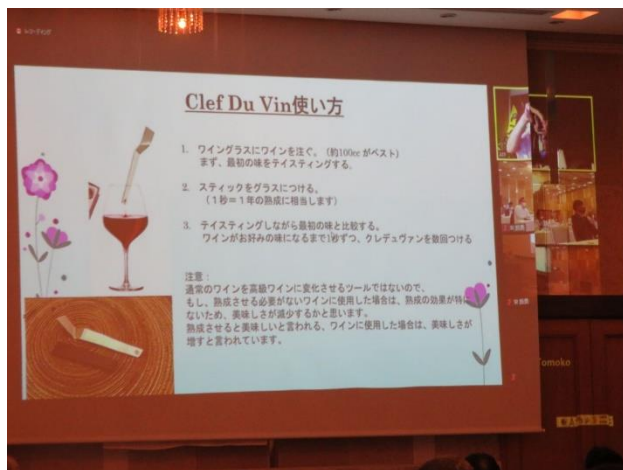 Clef Du Vin使い方
1. ワイングラスにワインを注ぐ。(約100ccがベスト)
まず、最初の味をテイスティングする.
2. スティックをグラスにつける。
(1秒=1年の熟成に相当します)
3. テイスティングしながら最初の味と比較する。
ワインがお好みの味になるまで1秒ずつ、クレデュヴァンを数回つける
注意:
通常のワインを高級ワインに変化させるツールではないので、
もし、熟成させる必要がないワインに使用した場合は、熟成の効果が特に
ないため、美味しさが減少するかと思います。
熟成させると美味しいと言われる、ワインに使用した場合は、美味しさが
増すと言われています。
Tomoko